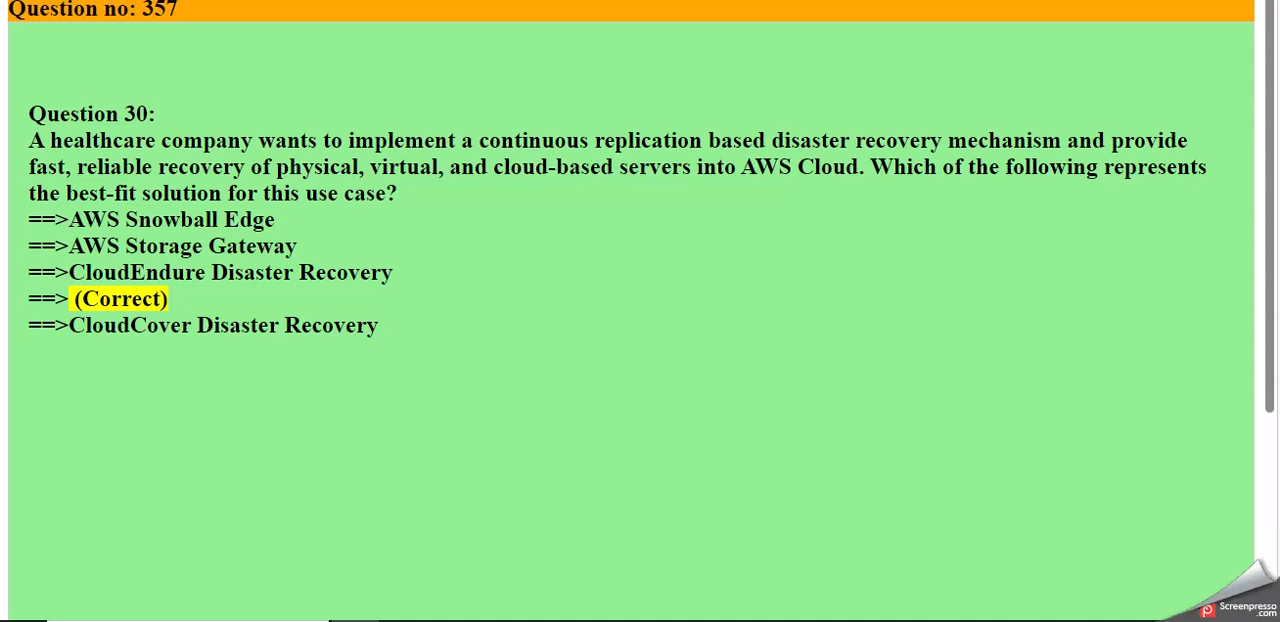 Question no: 357
Question 30:
A healthcare company wants to implement a continuous replication based disaster recovery mechanism and provide
fast, reliable recovery of physical, virtual, and cloud-based servers into AWS Cloud. Which of the following represents
the best-fit solution for this use case?
==>AWS Snowball Edge
==>AWS Storage Gateway
==>CloudEndure Disaster Recovery
==> (Correct)
==>CloudCover Disaster Recovery
Screenpresso
.com